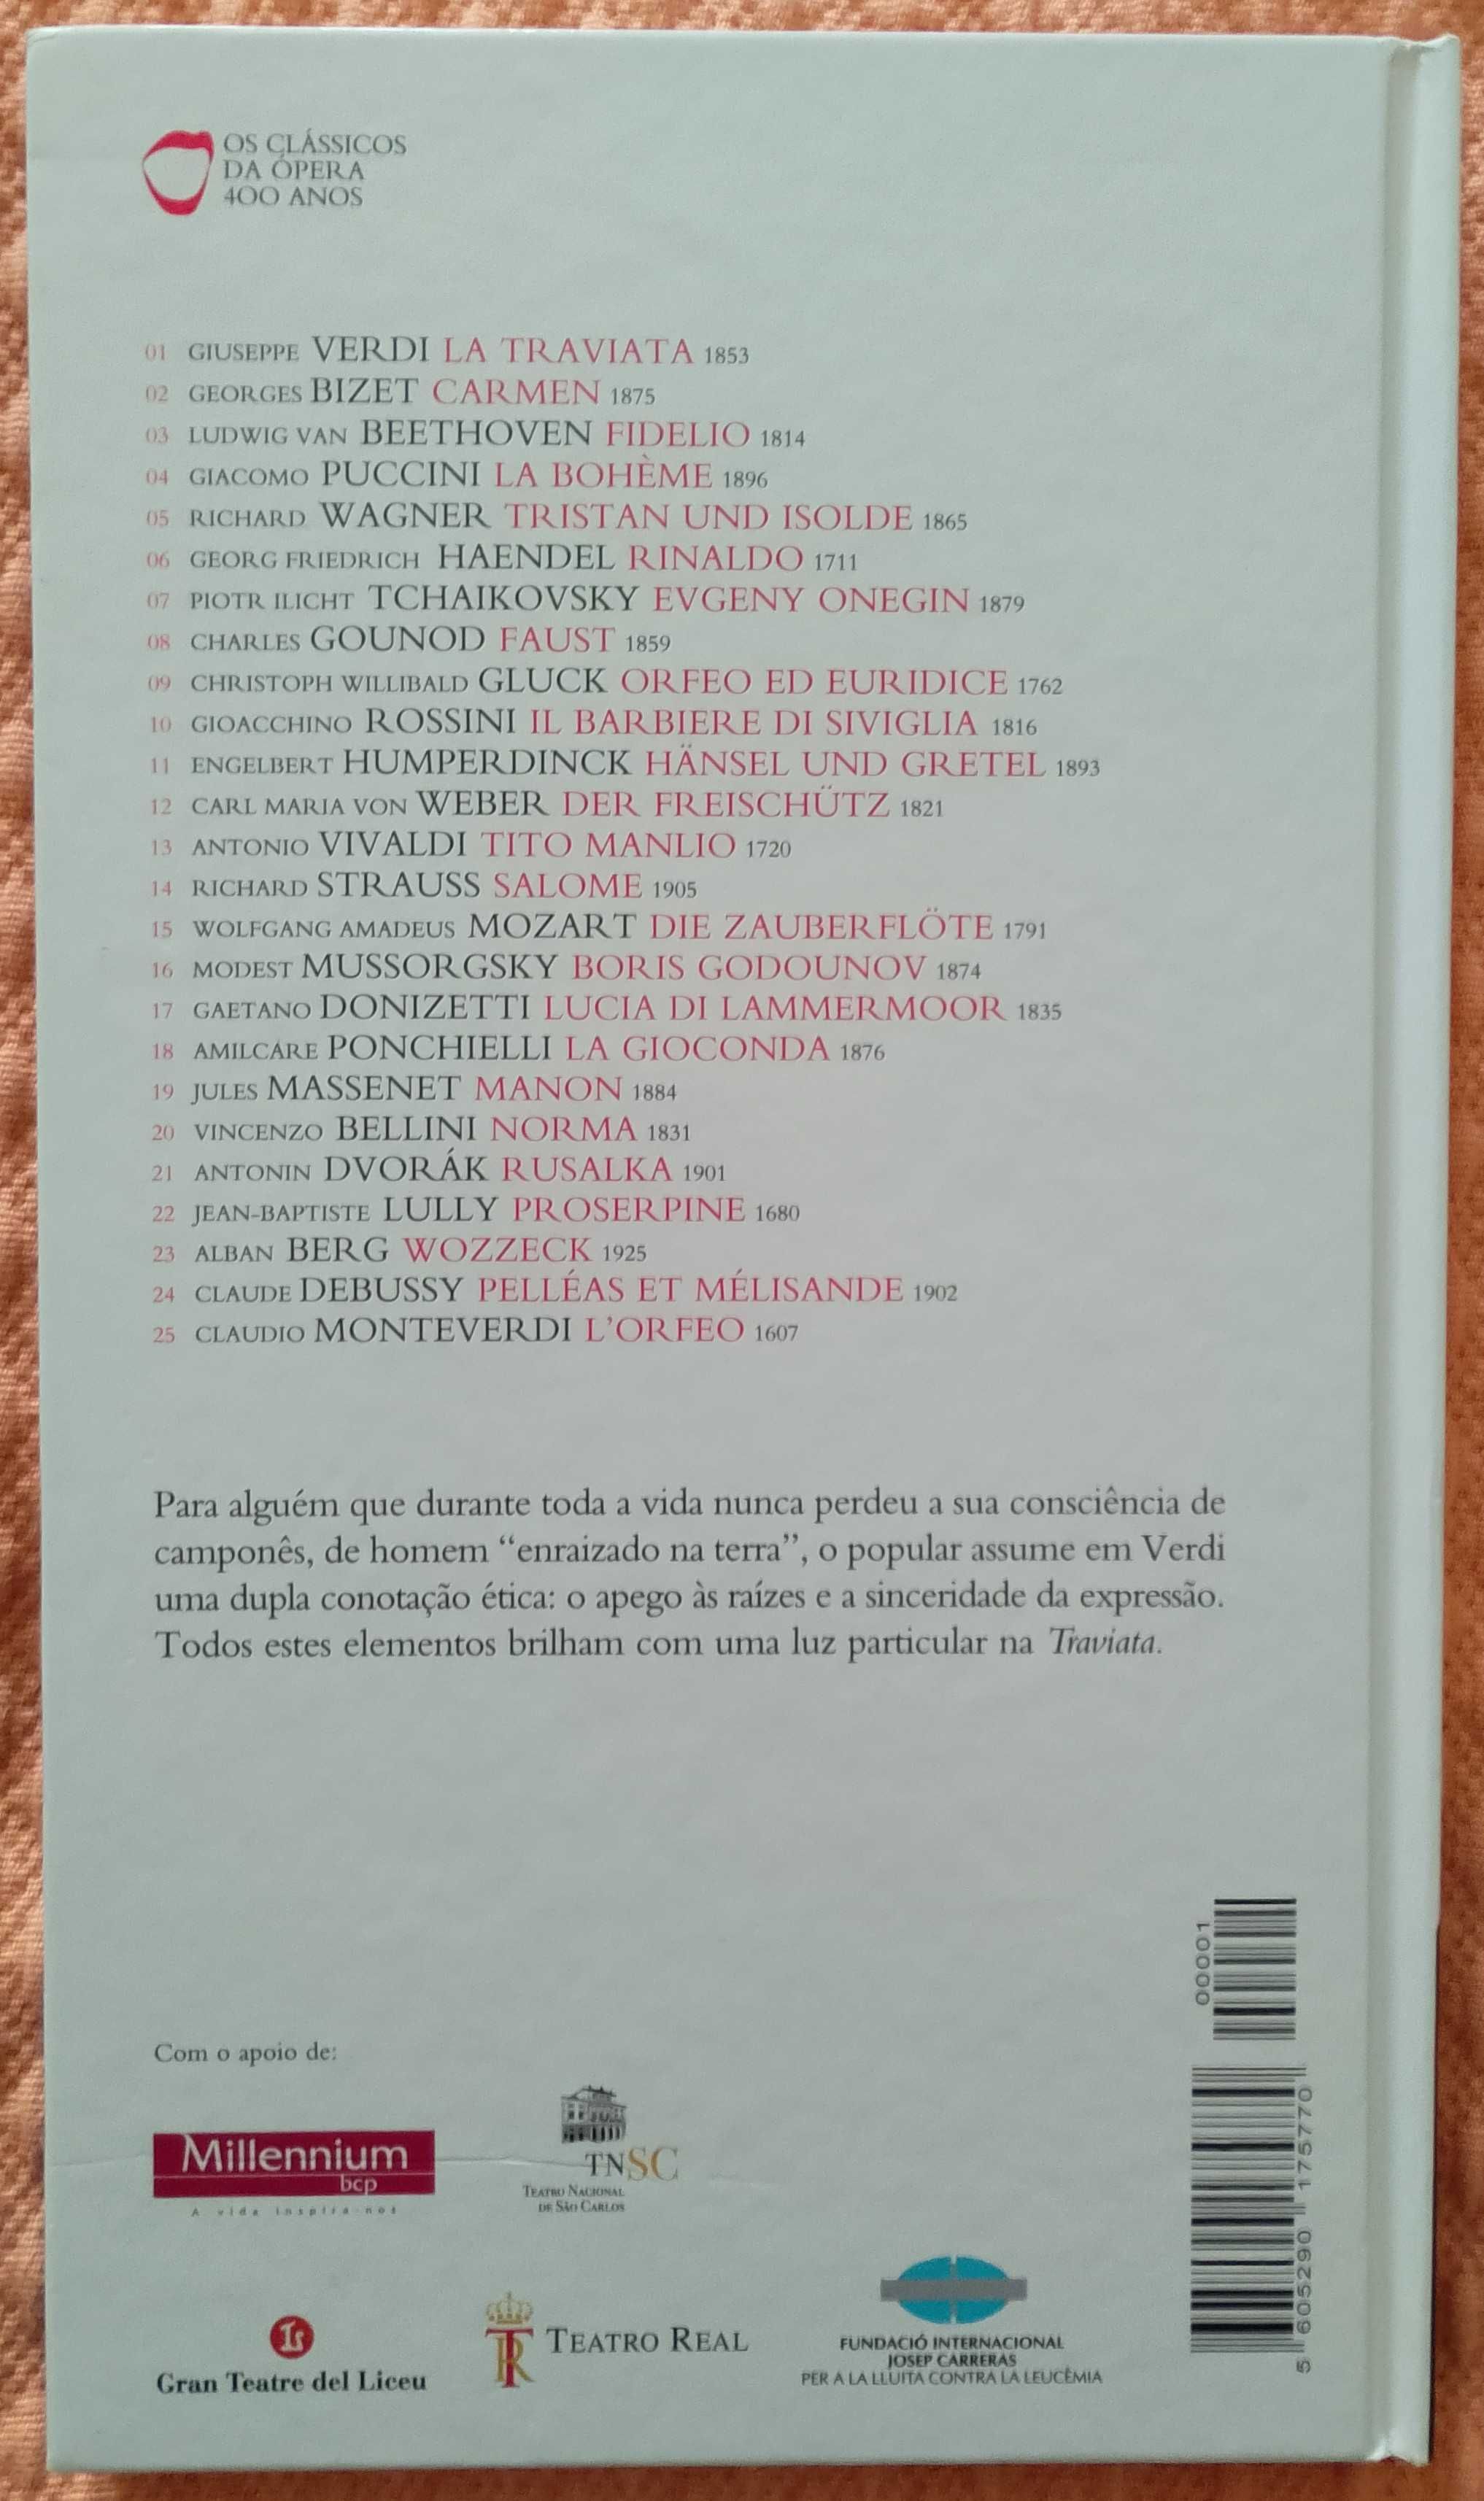 OS CLÁSSICOS
DA ÓPERA
400 ANOS
01 GIUSEPPE VERDI LA TRAVIATA 1853
02 GEORGES BIZET CARMEN 1875
03 LUDWIG VAN BEETHOVEN FIDELIO 1814
04 GIACOMO PUCCINI LA BOHÈME 1896
05 RICHARD WAGNER TRISTAN UND ISOLDE 1865
06 GEORG FRIEDRICH HAENDEL RINALDO 1711
07 PIOTR ILICHT TCHAIKOVSKY EVGENY ONEGIN 1879
08 CHARLES GOUNOD FAUST 1859
09 CHRISTOPH WILLIBALD GLUCK ORFEO ED EURIDICE 1762
10 GIOACCHINO ROSSINI IL BARBIERE DI SIVIGLIA 1816
11 ENGELBERT HUMPERDINCK HÄNSEL UND GRETEL 1893
12 CARL MARIA VON WEBER DER FREISCHÜTZ 1821
13 ANTONIO VIVALDI TITO MANLIO 1720
14 RICHARD STRAUSS SALOME 1905
15 WOLFGANG AMADEUS MOZART DIE ZAUBERFLÖTE 1791
16 MODEST MUSSORGSKY BORIS GODOUNOV 1874
17 GAETANO DONIZETTI LUCIA DI LAMMERMOOR 1835
18 AMILCARE PONCHIELLI LA GIOCONDA 1876
19 JULES MASSENET MANON 1884
20 VINCENZO BELLINI NORMA 1831
21 ANTONIN DVORÁK RUSALKA 1901
22 JEAN-BAPTISTE LULLY PROSERPINE 1680
23 ALBAN BERG WOZZECK 1925
24 CLAUDE DEBUSSY PELLÉAS ET MÉLISANDE 1902
25 CLAUDIO MONTEVERDI L'ORFEO 1607
Para alguém que durante toda a vida nunca perdeu a sua consciência de
camponês, de homem “enraizado na terra”, o popular assume em Verdi
uma dupla conotação ética: o apego às raízes e a sinceridade da expressão.
Todos estes elementos brilham com uma luz particular na Traviata.
Com o apoio de:
Millennium
bcp
A vida inspira-nos
TNSC
TEATRO NACIONAL
DE SÃO CARLOS
Gran Teatre del Liceu
TR TEATRO REAL
FUNDACIÓ INTERNACIONAL
JOSEP CARRERAS
PER A LA LLUITA CONTRA LA LEUCÈMIA
00001
5 605290 175770